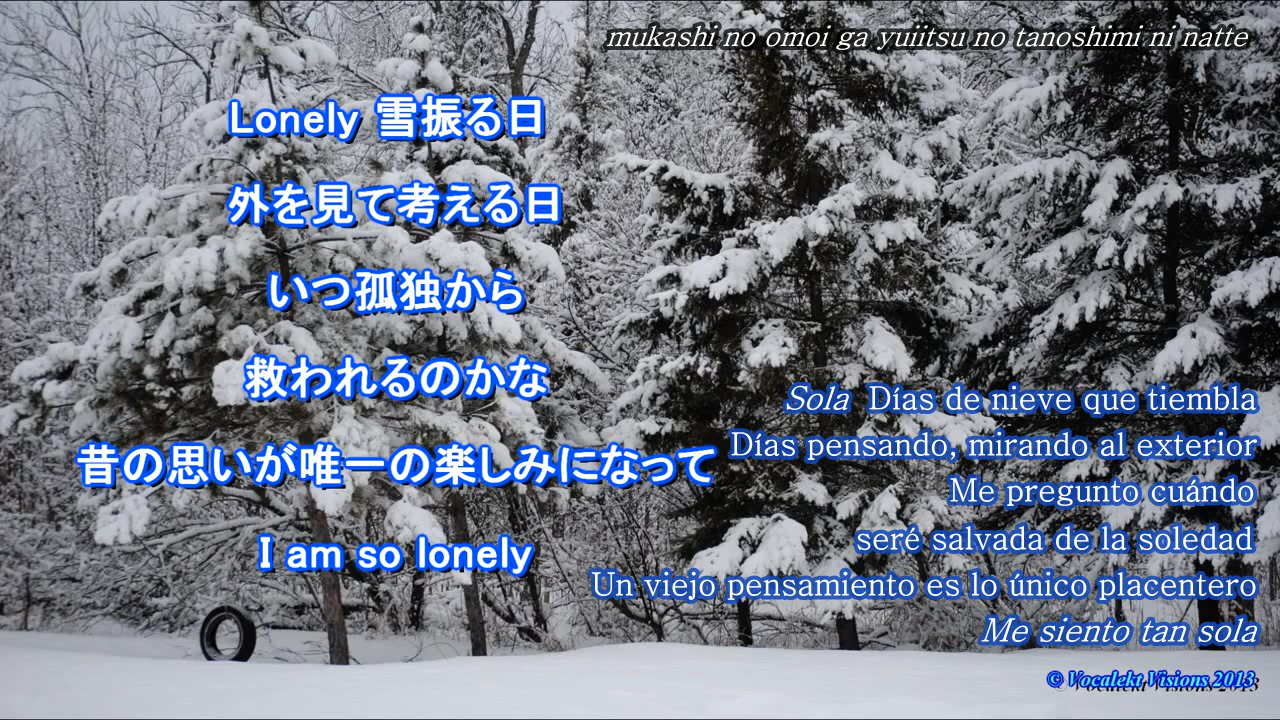 mukashi no omoi ga yuiitsu no tanoshimi ni natte
Lonely 雪振る日
外を見て考える日
いつ孤独から
救われるのかな
昔の思いが唯一の楽しみになって
I am so lonely
Sola Días de nieve que tiembla
Días pensando, mirando al exterior
Me pregunto cuándo
seré salvada de la soledad
Un viejo pensamiento es lo único placentero
Me siento tan sola
© Vocalekt Visions 2013